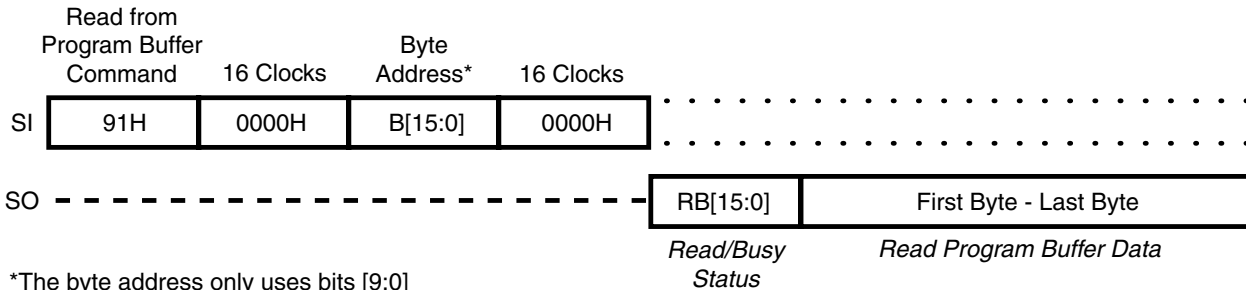 Read from
Program Buffer
Command
16 Clocks
Byte
Address*
16 Clocks
SI
91H
0000H
B[15:0]
0000H
SO
RB[15:0]
First Byte - Last Byte
Read/Busy
Status
Read Program Buffer Data
*The byte address only uses bits [9:0]